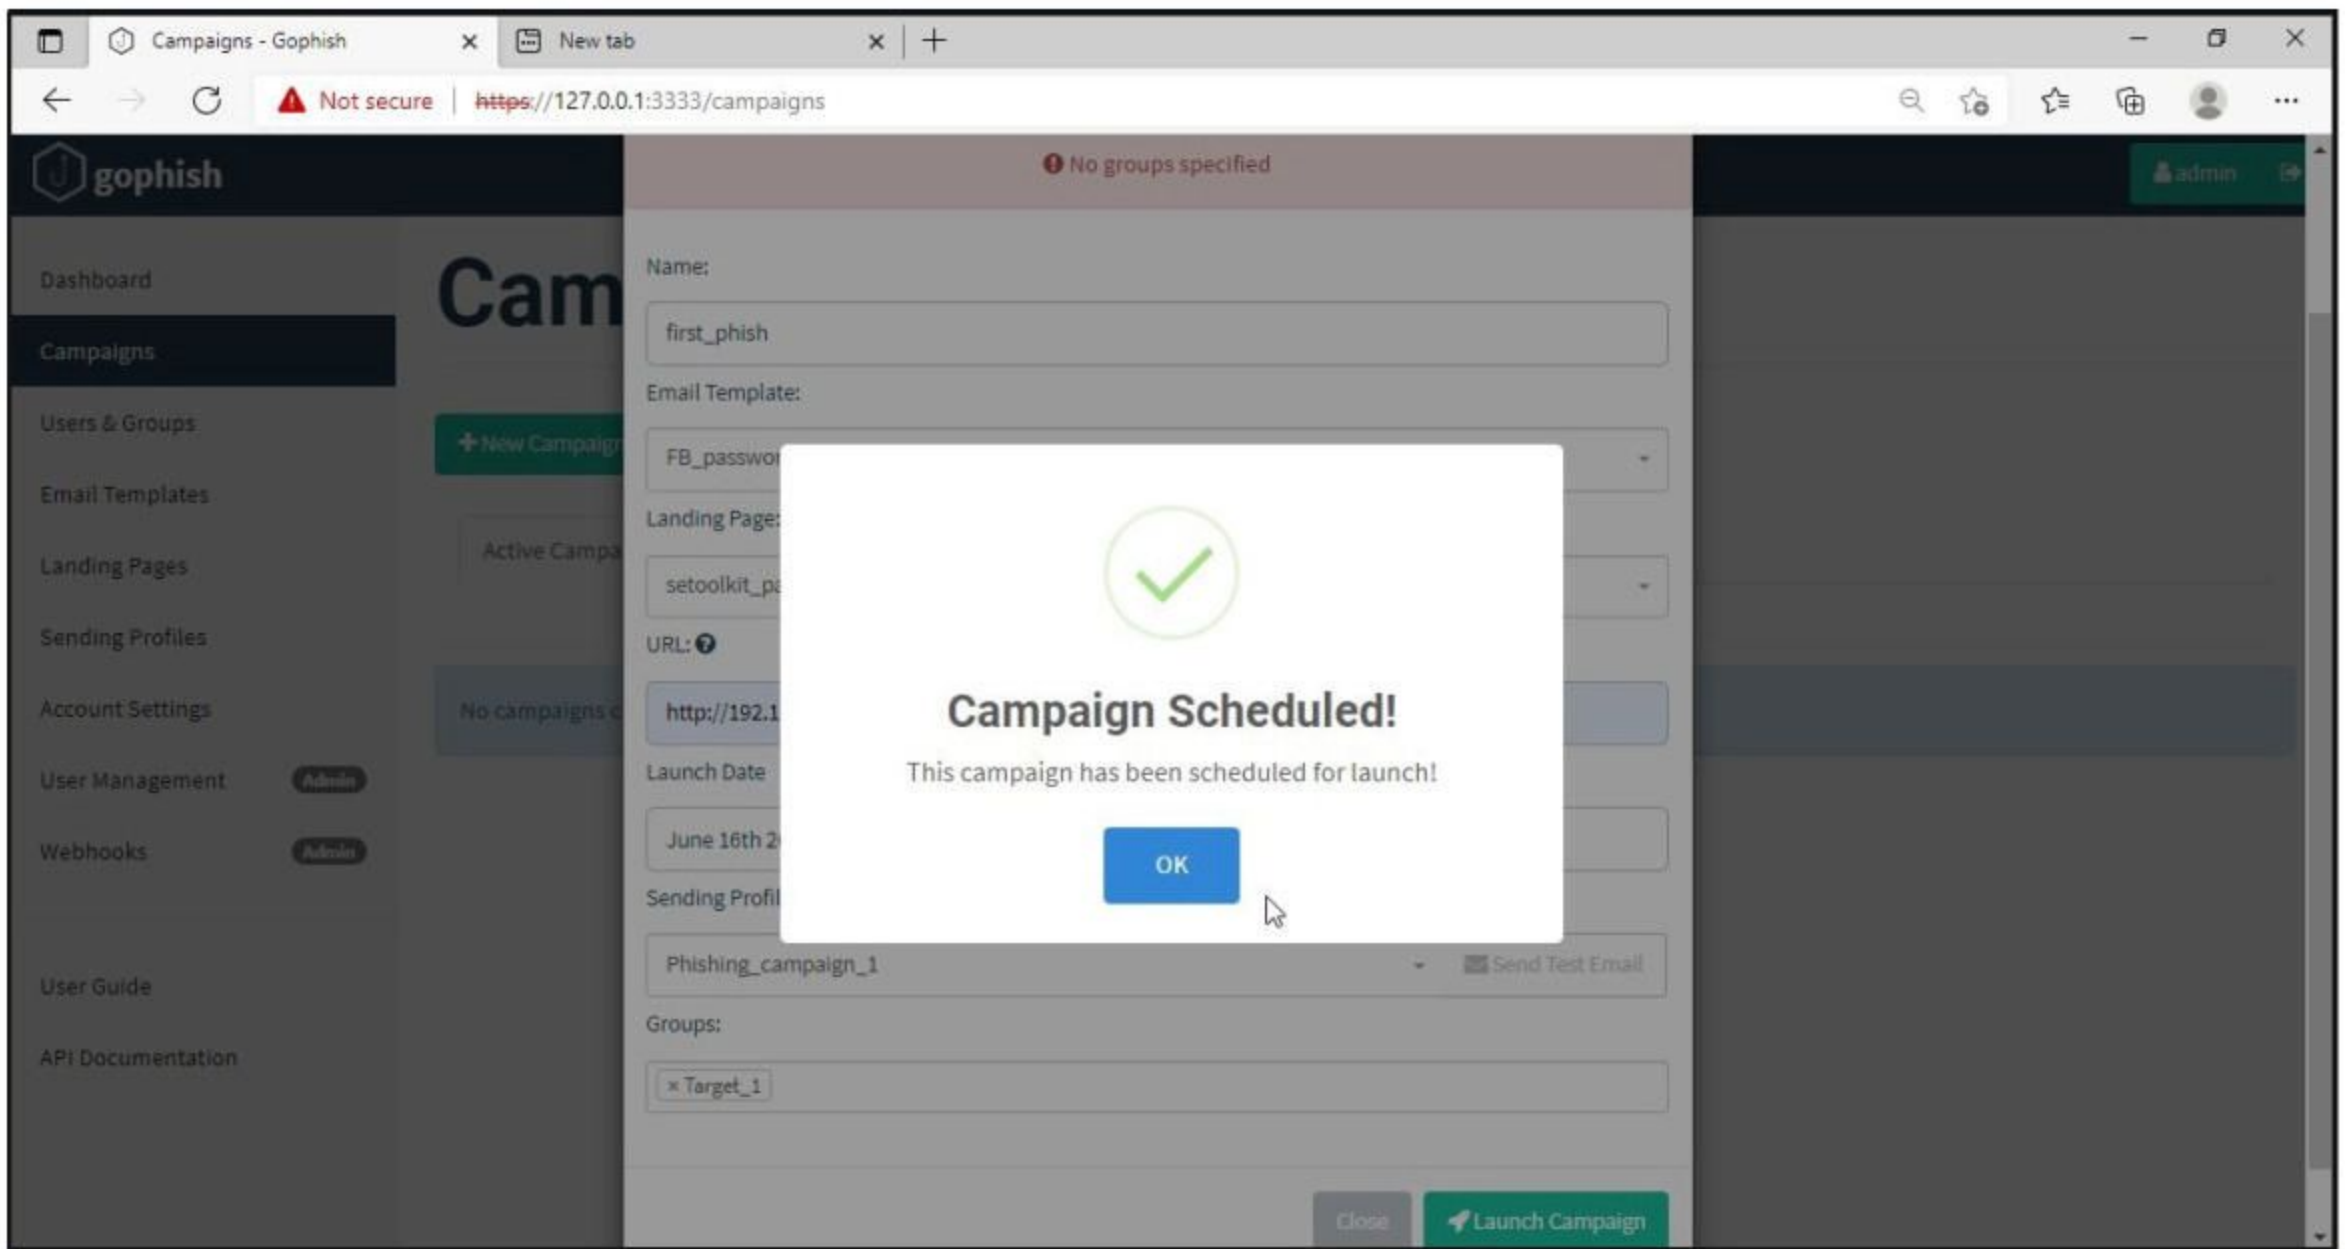 Campaigns - Gophish
New tab
Not secure
https://127.0.0.1:3333/campaigns
gophish
No groups specified
admin
Dashboard
Campaigns
Users & Groups
Email Templates
Landing Pages
Sending Profiles
Account Settings
User Management Admin
Webhooks Admin
User Guide
API Documentation
Cam
New Campaign
Active Campa
No campaigns c
Name:
first_phish
Email Template:
FB_passwor
Landing Page:
setoolkit_pa
URL:
http://192.1
Launch Date
June 16th 2
Sending Profil
Phishing_campaign_1
Send Test Email
Groups:
× Target_1
Close
Launch Campaign
Campaign Scheduled!
This campaign has been scheduled for launch!
OK